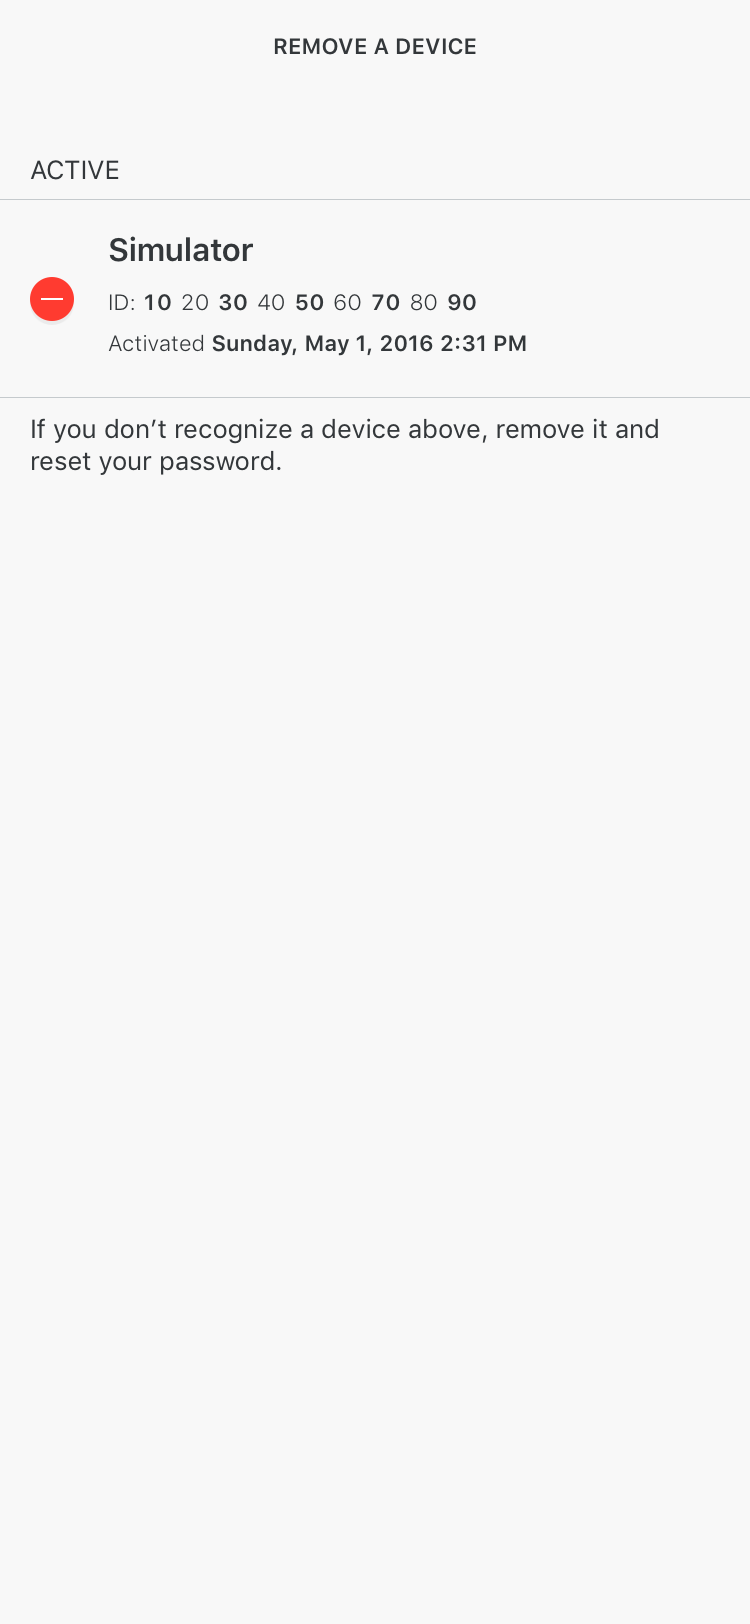 REMOVE A DEVICE
ACTIVE
Simulator
ID: 10 20 30 40 50 60 70 80 90
Activated Sunday, May 1, 2016 2:31 PM
If you don’t recognize a device above, remove it and
reset your password.